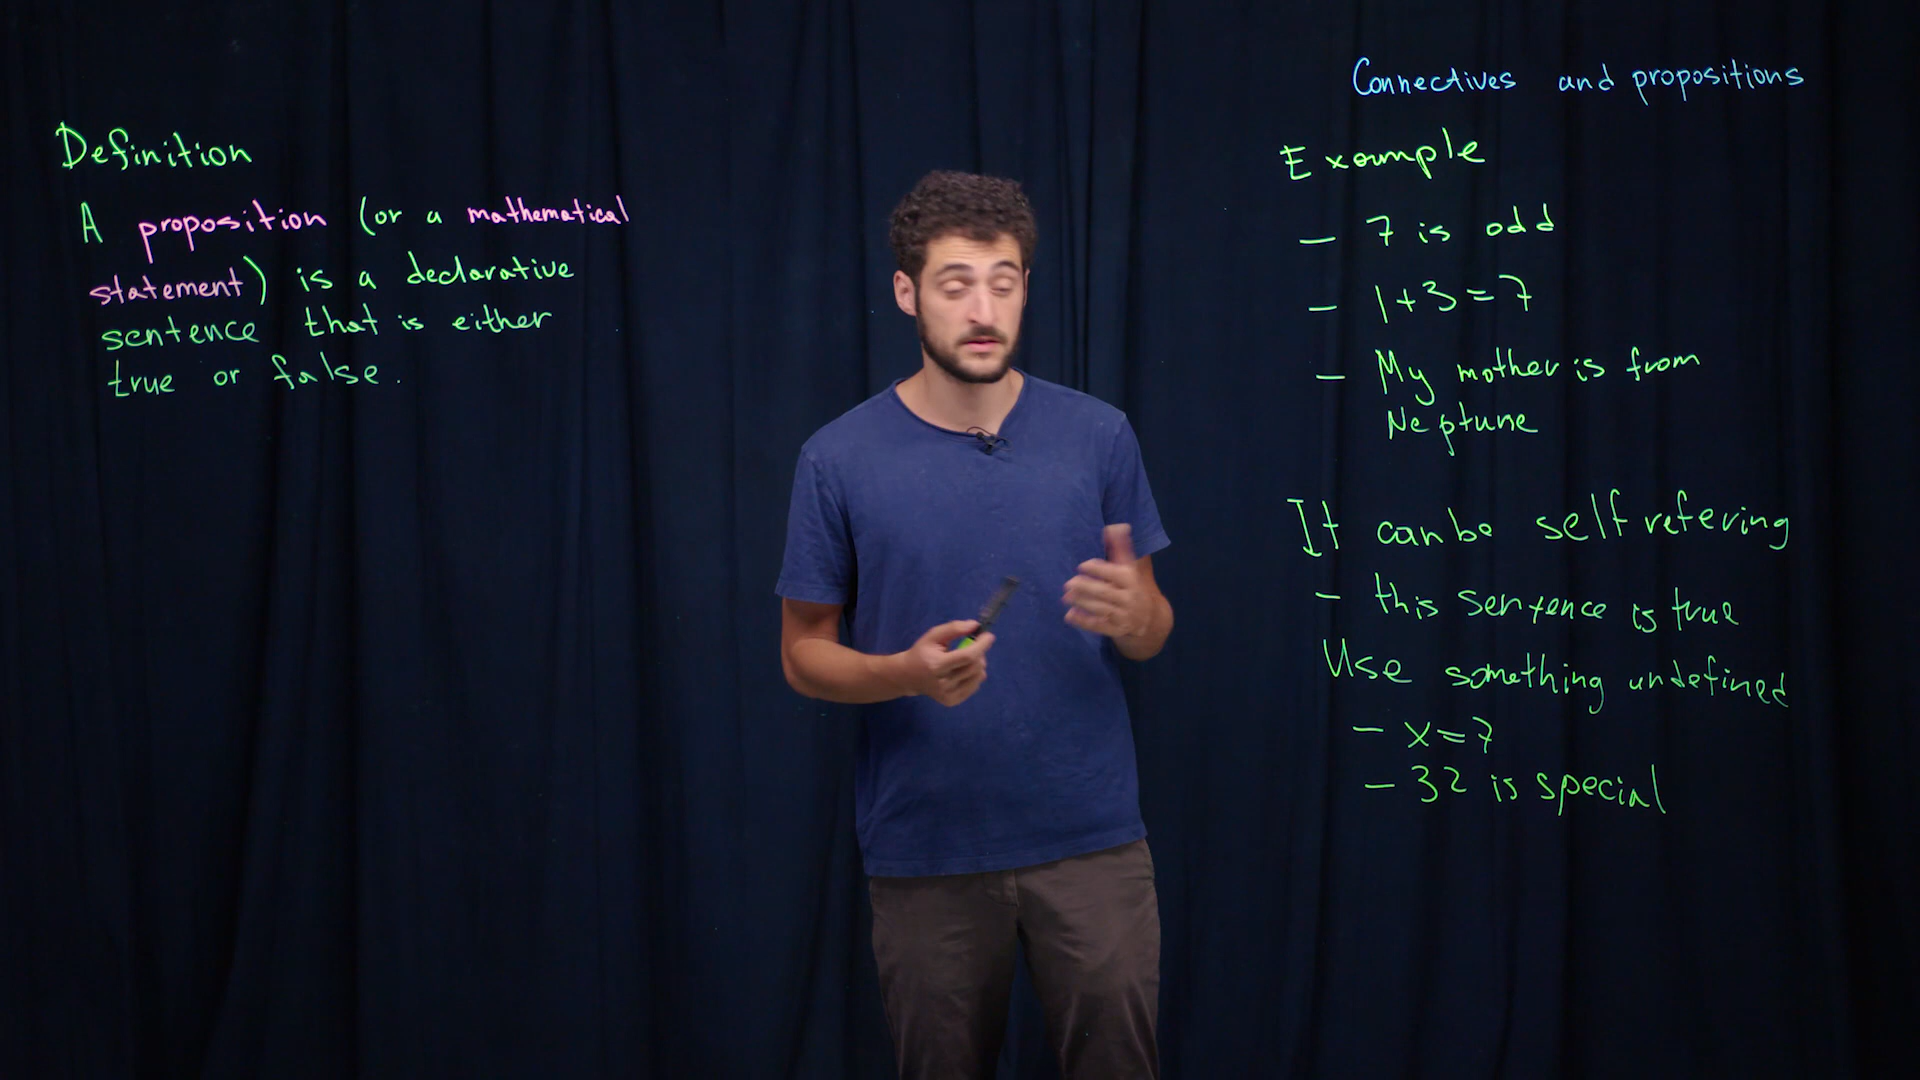 Definition
A proposition (or a mathematical
statement) is a declarative
sentence that is either
true or false.
Connectives and propositions
Example
– 7 is odd
– 1+3=7
– My mother is from
Neptune
It can be self refering
– this sentence is true
Use something undefined
– x=7
– 32 is special